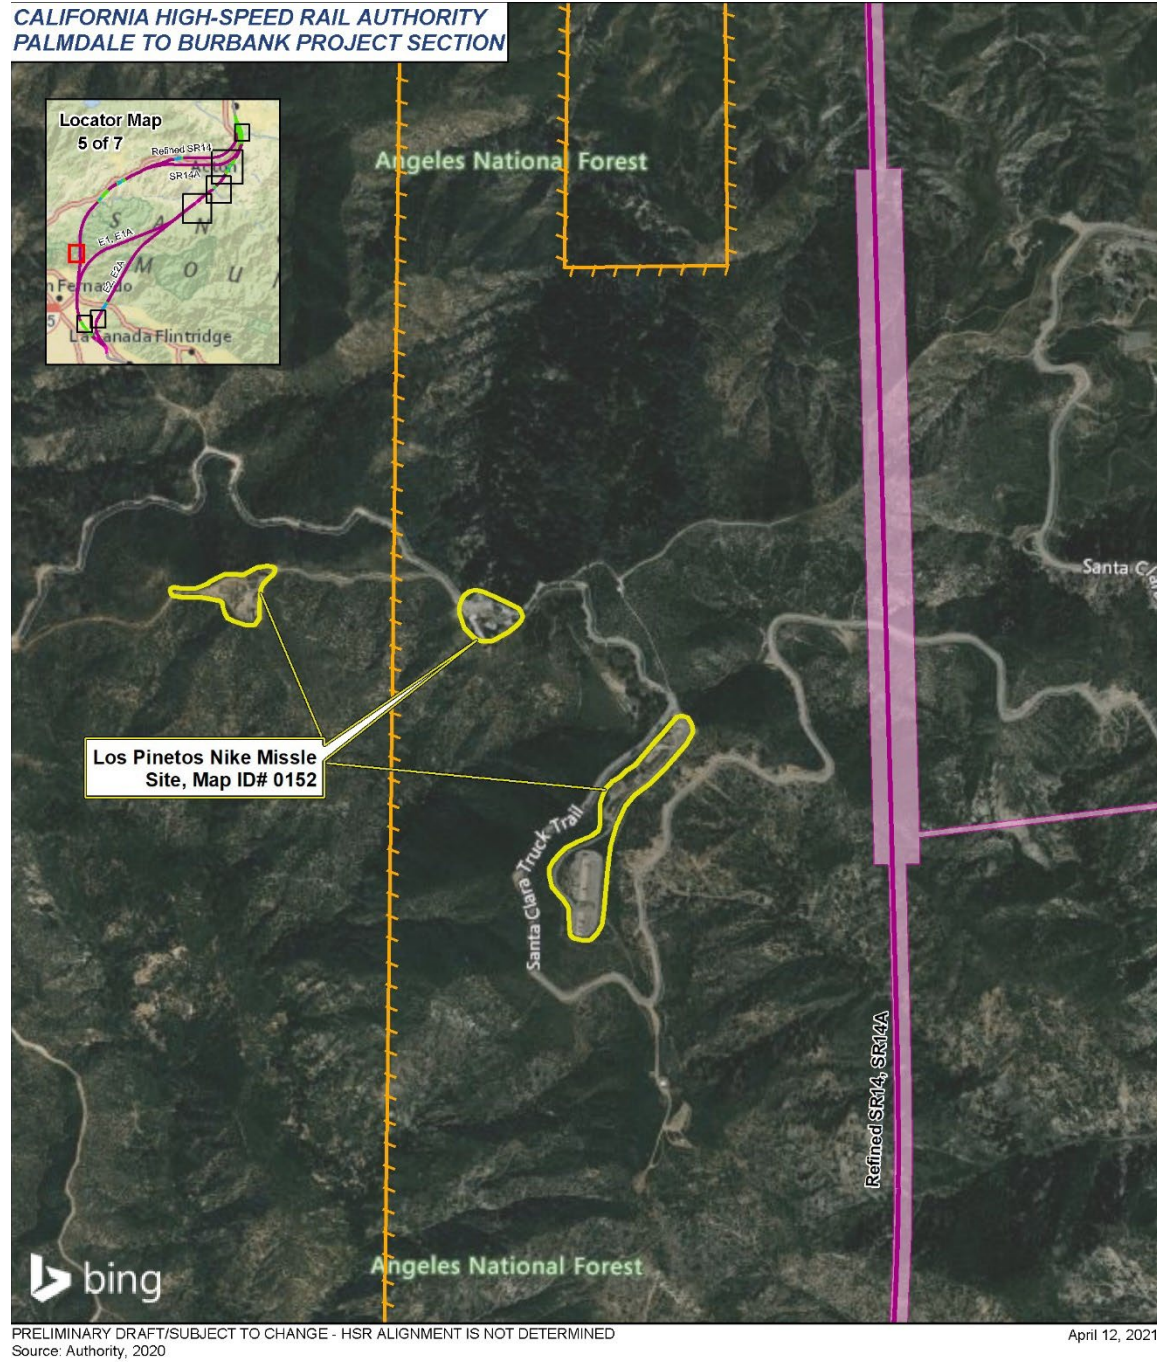 CALIFORNIA HIGH-SPEED RAIL AUTHORITY
PALMDALE TO BURBANK PROJECT SECTION
Locator Map
5 of 7
Refined SR14
Acton
SR14A
S A N
E1, E1A
M O U
E2, E2A
n Fernando
5
La Canada Flintridge
Angeles National Forest
Santa Cla
Los Pinetos Nike Missle
Site, Map ID# 0152
Santa Clara Truck Trail
Refined SR14, SR14A
Angeles National Forest
bing
PRELIMINARY DRAFT/SUBJECT TO CHANGE - HSR ALIGNMENT IS NOT DETERMINED
April 12, 2021
Source: Authority, 2020